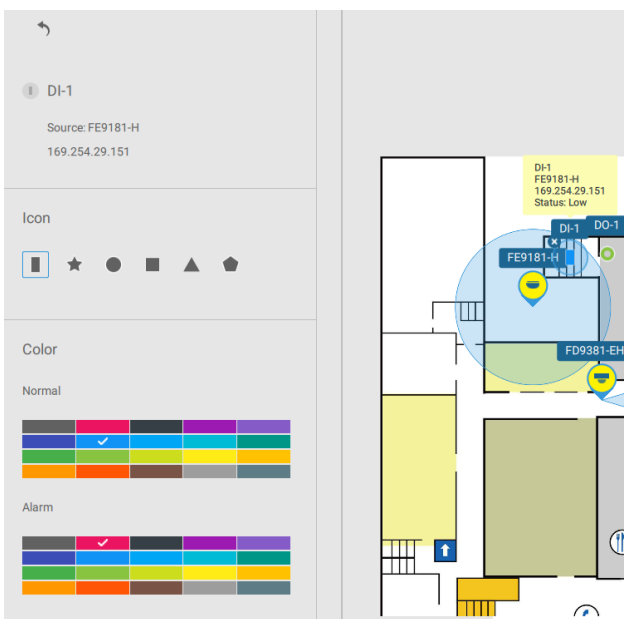 DI-1
Source: FE9181-H
169.254.29.151
Icon
Color
Normal
Alarm
DI-1
FE9181-H
169.254.29.151
Status: Low
DI-1
DO-1
FE9181-H
FD9381-EH